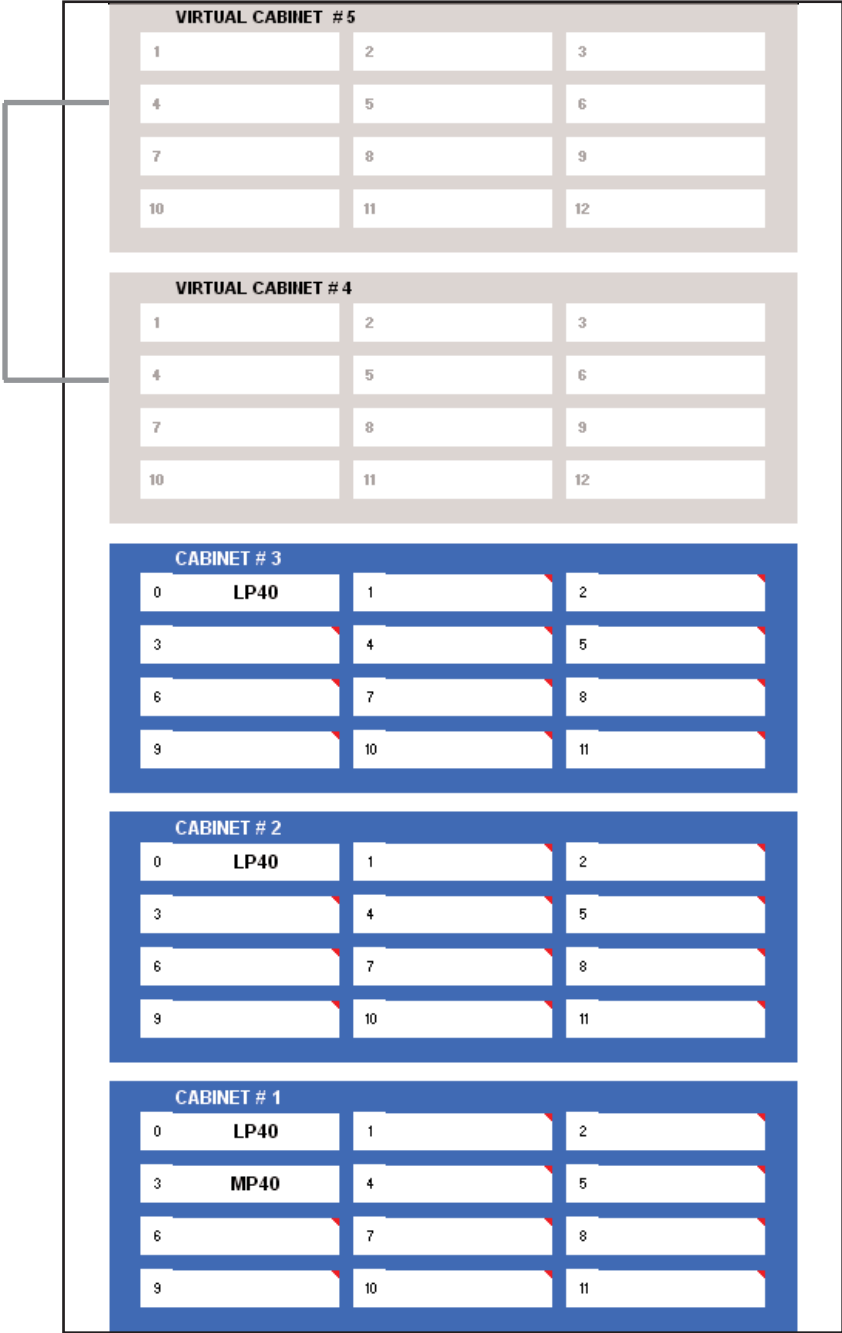 VIRTUAL CABINET # 5
1 2 3
4 5 6
7 8 9
10 11 12
VIRTUAL CABINET # 4
1 2 3
4 5 6
7 8 9
10 11 12
CABINET # 3
0 LP40 1 2
3 4 5
6 7 8
9 10 11
CABINET # 2
0 LP40 1 2
3 4 5
6 7 8
9 10 11
CABINET # 1
0 LP40 1 2
3 MP40 4 5
6 7 8
9 10 11